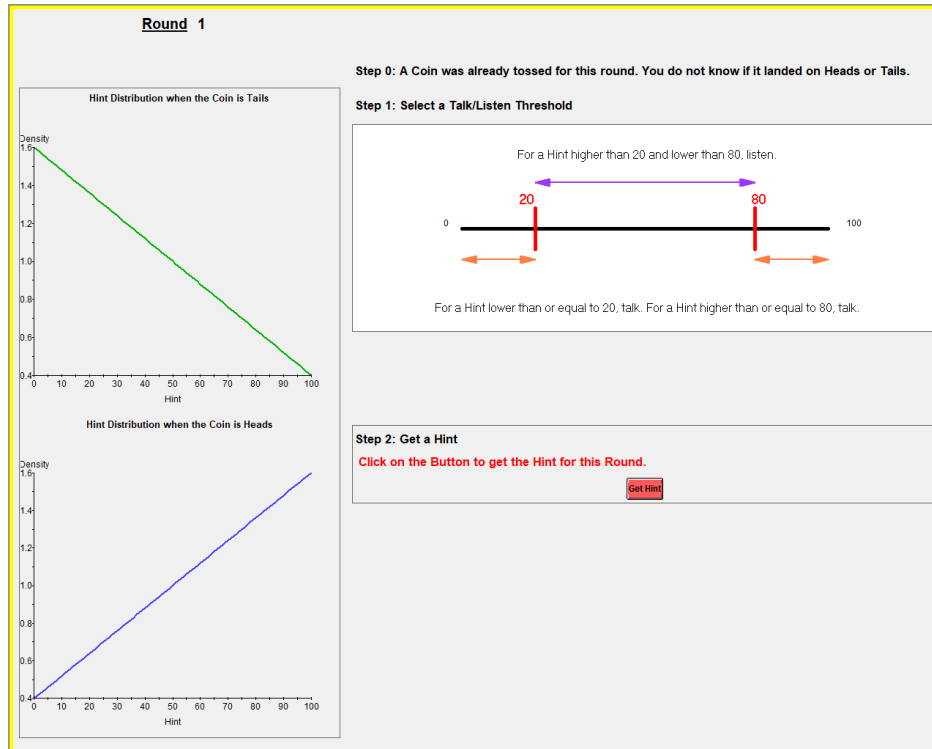 Round 1
Step 0: A Coin was already tossed for this round. You do not know if it landed on Heads or Tails.
Step 1: Select a Talk/Listen Threshold
Hint Distribution when the Coin is Tails
Density
1.6
1.4
1.2
1.0
0.8
0.6
0.4
0 10 20 30 40 50 60 70 80 90 100
Hint
For a Hint higher than 20 and lower than 80, listen.
20 80
0 100
For a Hint lower than or equal to 20, talk. For a Hint higher than or equal to 80, talk.
Hint Distribution when the Coin is Heads
Density
1.6
1.4
1.2
1.0
0.8
0.6
0.4
0 10 20 30 40 50 60 70 80 90 100
Hint
Step 2: Get a Hint
Click on the Button to get the Hint for this Round.
Get Hint